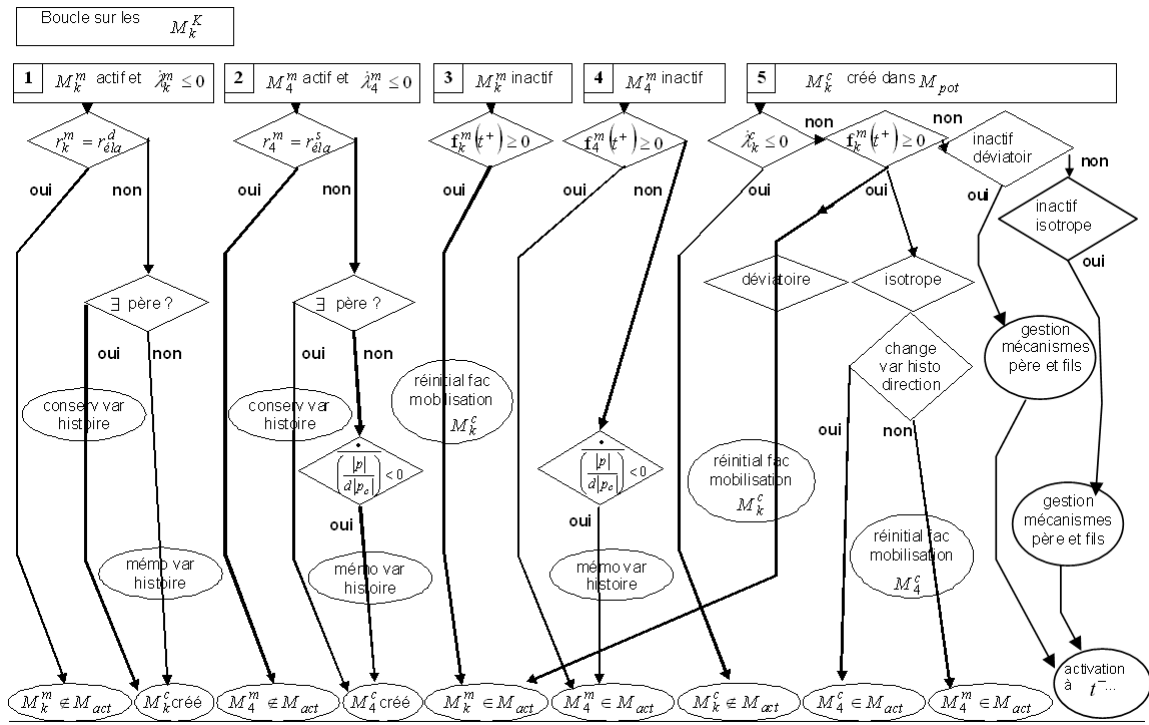 Boucle sur les M_k^K
1 M_k^m actif et λ̇_k^m ≤ 0
2 M_4^m actif et λ̇_4^m ≤ 0
3 M_k^m inactif
4 M_4^m inactif
5 M_k^c créé dans M_pot
r_k^m = r_éla^d
r_4^m = r_éla^s
f_k^m(t^+) ≥ 0
f_4^m(t^+) ≥ 0
λ̇_k^c ≤ 0
non
f_k^m(t^+) ≥ 0
non
inactif
déviatoir
non
oui
non
oui
non
oui
oui
oui
oui
oui
inactif
isotrope
oui
∃ père ?
∃ père ?
déviatoire
isotrope
oui
non
oui
non
réinitial fac
mobilisation
M_k^c
change
var histo
direction
gestion
mécanismes
père et fils
conserv var
histoire
conserv var
histoire
oui
non
(|p| / d|p_c|) < 0
(|p| / d|p_c|) < 0
réinitial fac
mobilisation
M_k^c
gestion
mécanismes
père et fils
oui
oui
mémo var
histoire
mémo var
histoire
mémo var
histoire
réinitial fac
mobilisation
M_4^c
M_k^m ∉ M_act
M_k^c créé
M_4^m ∉ M_act
M_4^c créé
M_k^m ∈ M_act
M_4^m ∈ M_act
M_k^c ∉ M_act
M_4^c ∈ M_act
M_4^m ∈ M_act
activation
à t^-...